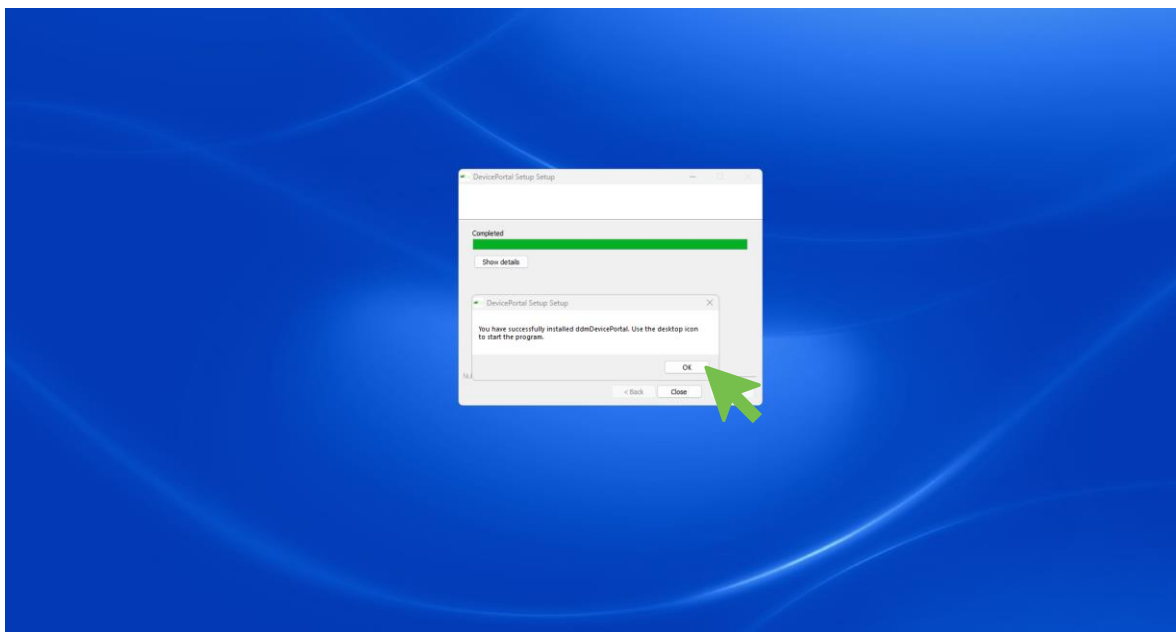 DevicePortal Setup Setup
Completed
Show details
DevicePortal Setup Setup
You have successfully installed ddmDevicePortal. Use the desktop icon
to start the program.
OK
< Back
Close